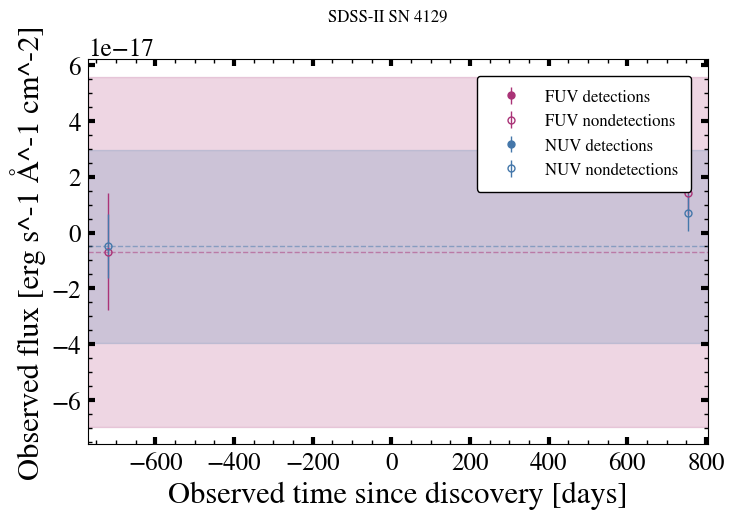 SDSS-II SN 4129
1e−17
6
4
2
0
−2
−4
−6
Observed flux [erg s^-1 Å^-1 cm^-2]
FUV detections
FUV nondetections
NUV detections
NUV nondetections
−600 −400 −200 0 200 400 600 800
Observed time since discovery [days]